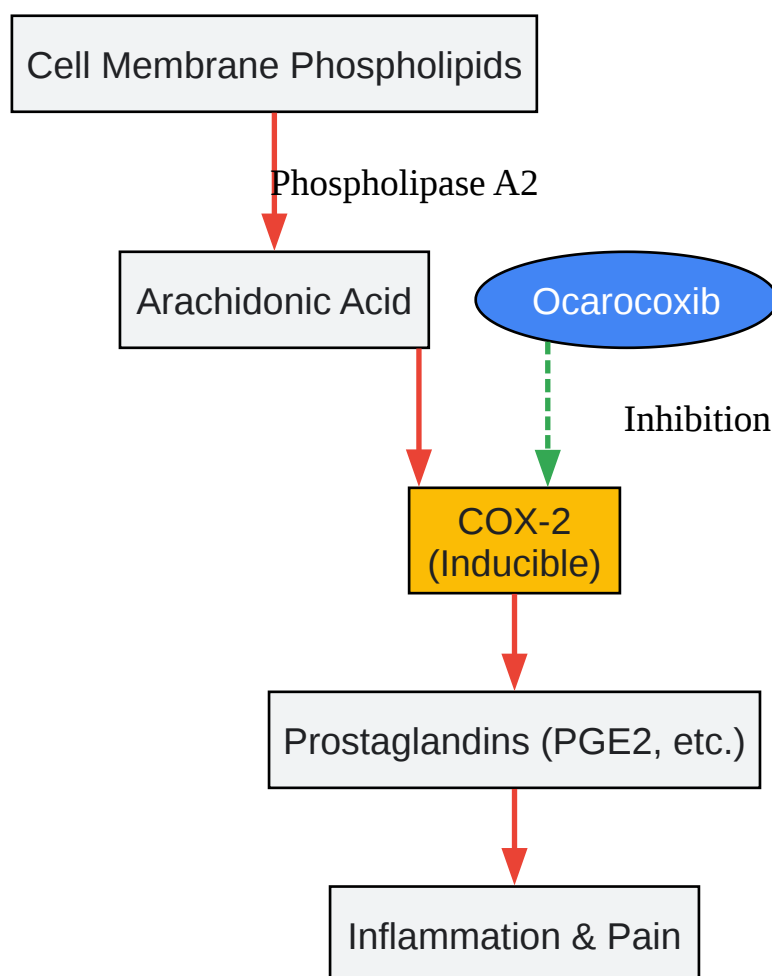 Cell Membrane Phospholipids
Phospholipase A2
Arachidonic Acid
Ocarocoxib
Inhibition
COX-2
(Inducible)
Prostaglandins (PGE2, etc.)
Inflammation & Pain